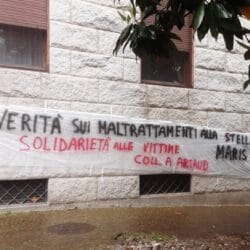 VERITÀ SUI MALTRATTAMENTI ALLA STELL
MARIS
SOLIDARIETÀ ALLE VITTIME
COLL. A. ARTAUD